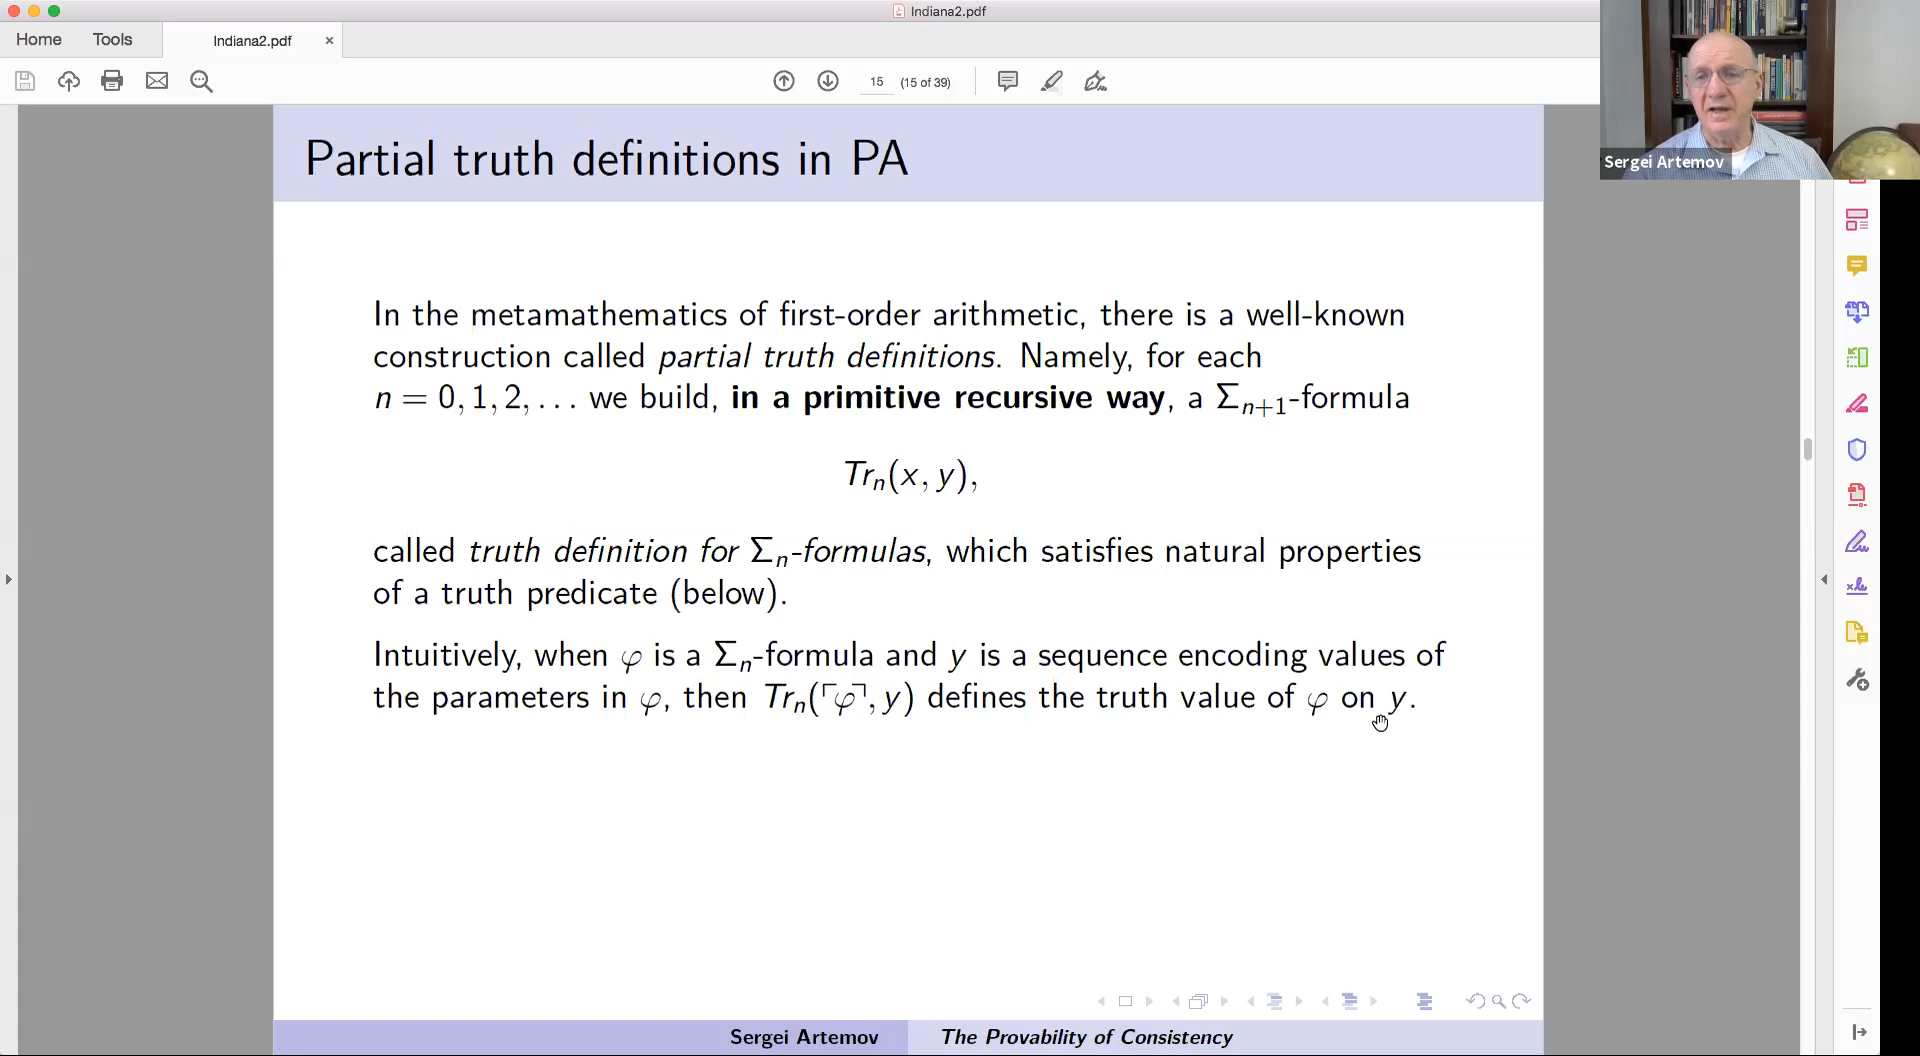 Indiana2.pdf
Home Tools Indiana2.pdf ×
15 (15 of 39)
Sergei Artemov
Partial truth definitions in PA
In the metamathematics of first-order arithmetic, there is a well-known
construction called partial truth definitions. Namely, for each
n = 0, 1, 2, . . . we build, in a primitive recursive way, a Σₙ₊₁-formula
Trₙ(x, y),
called truth definition for Σₙ-formulas, which satisfies natural properties
of a truth predicate (below).
Intuitively, when φ is a Σₙ-formula and y is a sequence encoding values of
the parameters in φ, then Trₙ(⌜φ⌝, y) defines the truth value of φ on y.
Sergei Artemov The Provability of Consistency